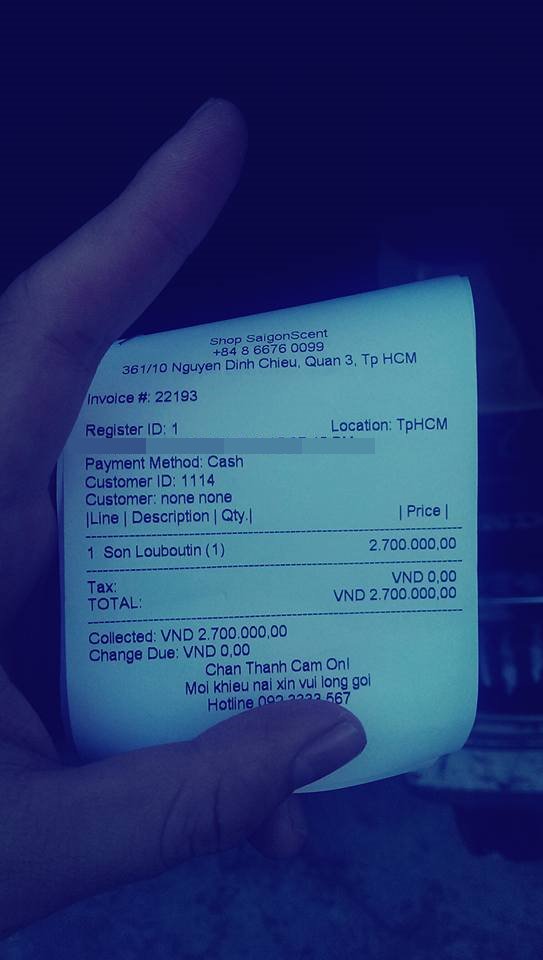 Shop SaigonScent
+84 8 6676 0099
361/10 Nguyen Dinh Chieu, Quan 3, Tp HCM
Invoice #: 22193
Register ID: 1 Location: TpHCM
Payment Method: Cash
Customer ID: 1114
Customer: none none
|Line | Description | Qty.| | Price |
1 Son Louboutin (1) 2.700.000,00
Tax: VND 0,00
TOTAL: VND 2.700.000,00
Collected: VND 2.700.000,00
Change Due: VND 0,00
Chan Thanh Cam On!
Moi khieu nai xin vui long goi
Hotline